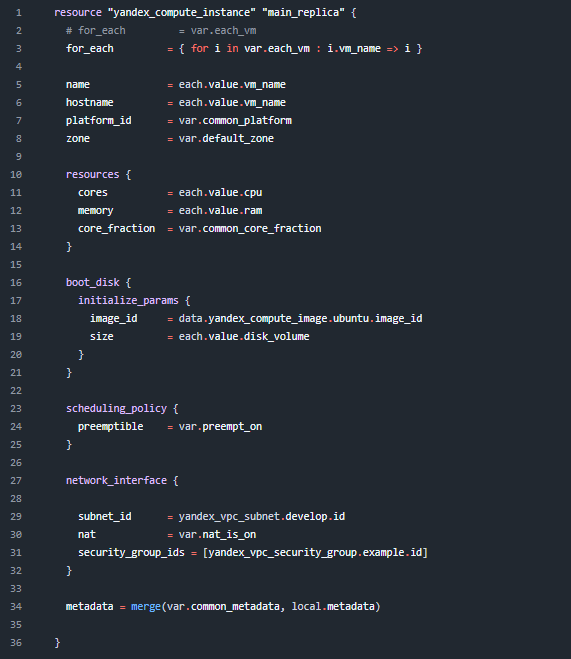 1 resource "yandex_compute_instance" "main_replica" {
2   # for_each         = var.each_vm
3   for_each         = { for i in var.each_vm : i.vm_name => i }
4
5   name             = each.value.vm_name
6   hostname         = each.value.vm_name
7   platform_id      = var.common_platform
8   zone             = var.default_zone
9
10   resources {
11     cores          = each.value.cpu
12     memory         = each.value.ram
13     core_fraction  = var.common_core_fraction
14   }
15
16   boot_disk {
17     initialize_params {
18       image_id     = data.yandex_compute_image.ubuntu.image_id
19       size         = each.value.disk_volume
20     }
21   }
22
23   scheduling_policy {
24     preemptible    = var.preempt_on
25   }
26
27   network_interface {
28
29     subnet_id      = yandex_vpc_subnet.develop.id
30     nat            = var.nat_is_on
31     security_group_ids = [yandex_vpc_security_group.example.id]
32   }
33
34   metadata = merge(var.common_metadata, local.metadata)
35
36 }